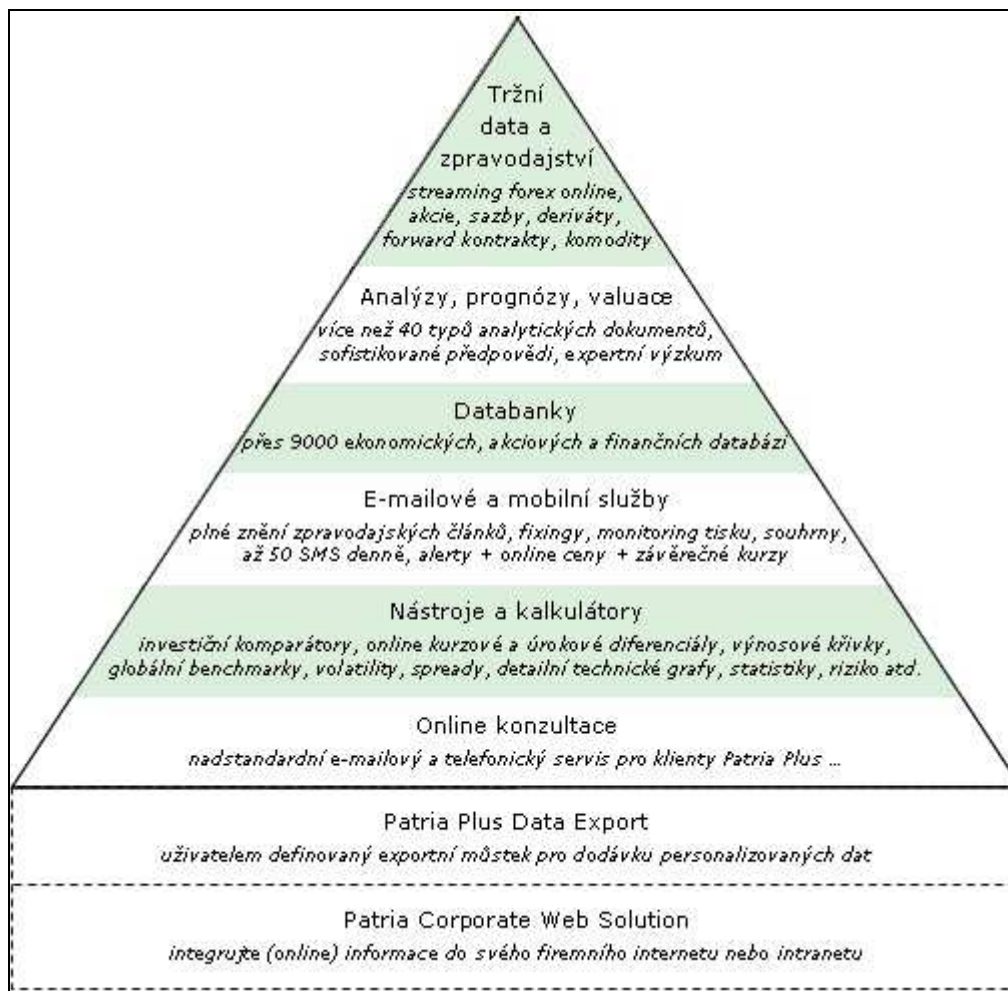 Tržní
data a
zpravodajství
streaming forex online,
akcie, sazby, deriváty,
forward kontrakty, komodity
Analýzy, prognózy, valuace
více než 40 typů analytických dokumentů,
sofistikované předpovědi, expertní výzkum
Databanky
přes 9000 ekonomických, akciových a finančních databází
E-mailové a mobilní služby
plné znění zpravodajských článků, fixingy, monitoring tisku, souhrny,
až 50 SMS denně, alerty + online ceny + závěrečné kurzy
Nástroje a kalkulátory
investiční komparátory, online kurzové a úrokové diferenciály, výnosové křivky,
globální benchmarky, volatility, spready, detailní technické grafy, statistiky, riziko atd.
Online konzultace
nadstandardní e-mailový a telefonický servis pro klienty Patria Plus ...
Patria Plus Data Export
uživatelem definovaný exportní můstek pro dodávku personalizovaných dat
Patria Corporate Web Solution
integrujte (online) informace do svého firemního internetu nebo intranetu